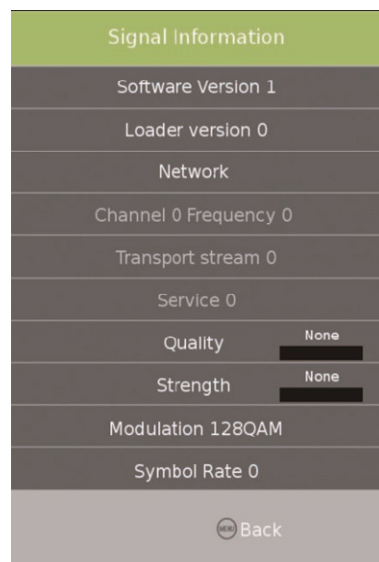 Signal Information
Software Version 1
Loader version 0
Network
Channel 0 Frequency 0
Transport stream 0
Service 0
Quality None
Strength None
Modulation 128QAM
Symbol Rate 0
MENU Back